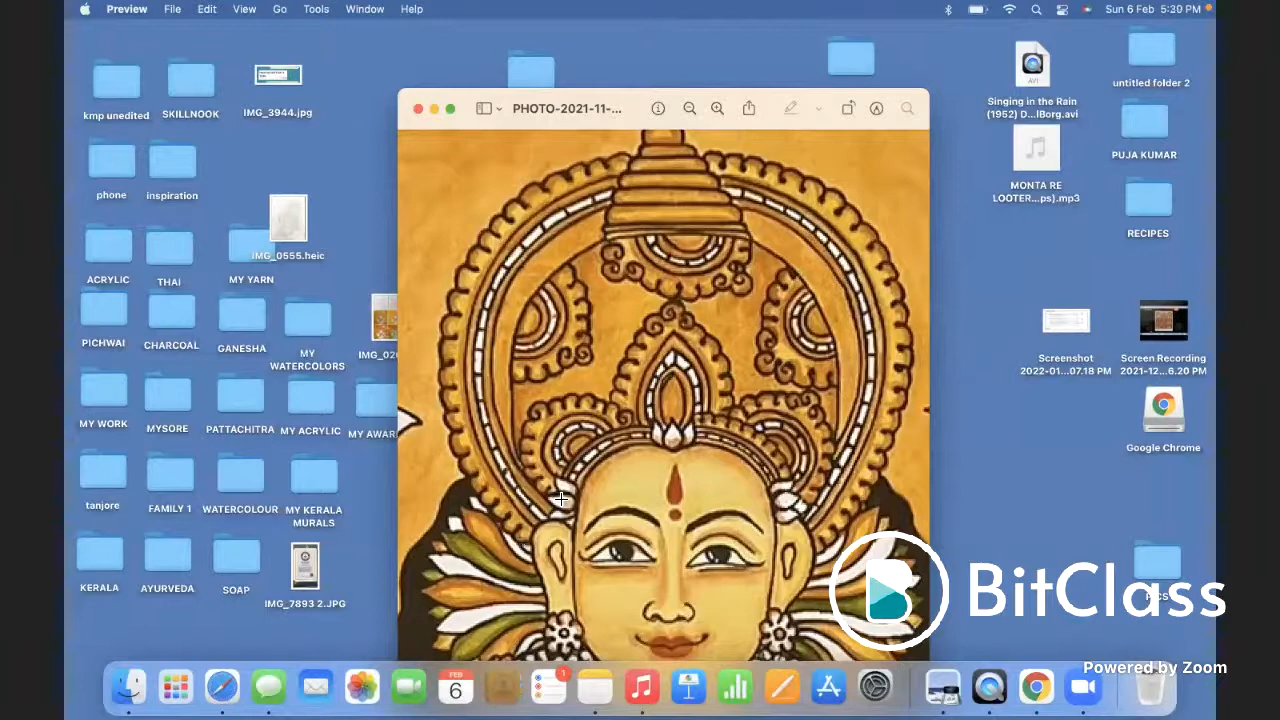 Preview File Edit View Go Tools Window Help
Sun 6 Feb 5:39 PM
PHOTO-2021-11-...
kmp unedited
SKILLNOOK
IMG_3944.jpg
phone
inspiration
IMG_0555.heic
ACRYLIC
THAI
MY YARN
PICHWAI
CHARCOAL
GANESHA
MY
WATERCOLORS
MY WORK
MYSORE
PATTACHITRA
MY ACRYLIC
tanjore
FAMILY 1
WATERCOLOUR
MY KERALA
MURALS
KERALA
AYURVEDA
SOAP
IMG_7893 2.JPG
AVI
Singing in the Rain
(1952) D...lBorg.avi
untitled folder 2
MONTA RE
LOOTER...ps).mp3
PUJA KUMAR
RECIPES
Screenshot
2022-01...07.18 PM
Screen Recording
2021-12...6.20 PM
Google Chrome
BitClass
Powered by Zoom
FEB
6
1